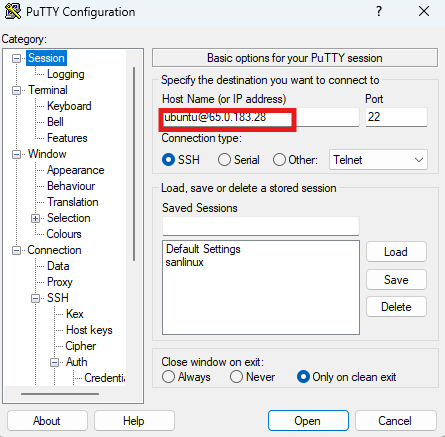 PuTTY Configuration
Category:
Session
Logging
Terminal
Keyboard
Bell
Features
Window
Appearance
Behaviour
Translation
Selection
Colours
Connection
Data
Proxy
SSH
Kex
Host keys
Cipher
Auth
Credenti
Basic options for your PuTTY session
Specify the destination you want to connect to
Host Name (or IP address) Port
ubuntu@65.0.183.28 22
Connection type:
SSH Serial Other: Telnet
Load, save or delete a stored session
Saved Sessions
Default Settings
sanlinux
Load
Save
Delete
Close window on exit:
Always Never Only on clean exit
About Help Open Cancel